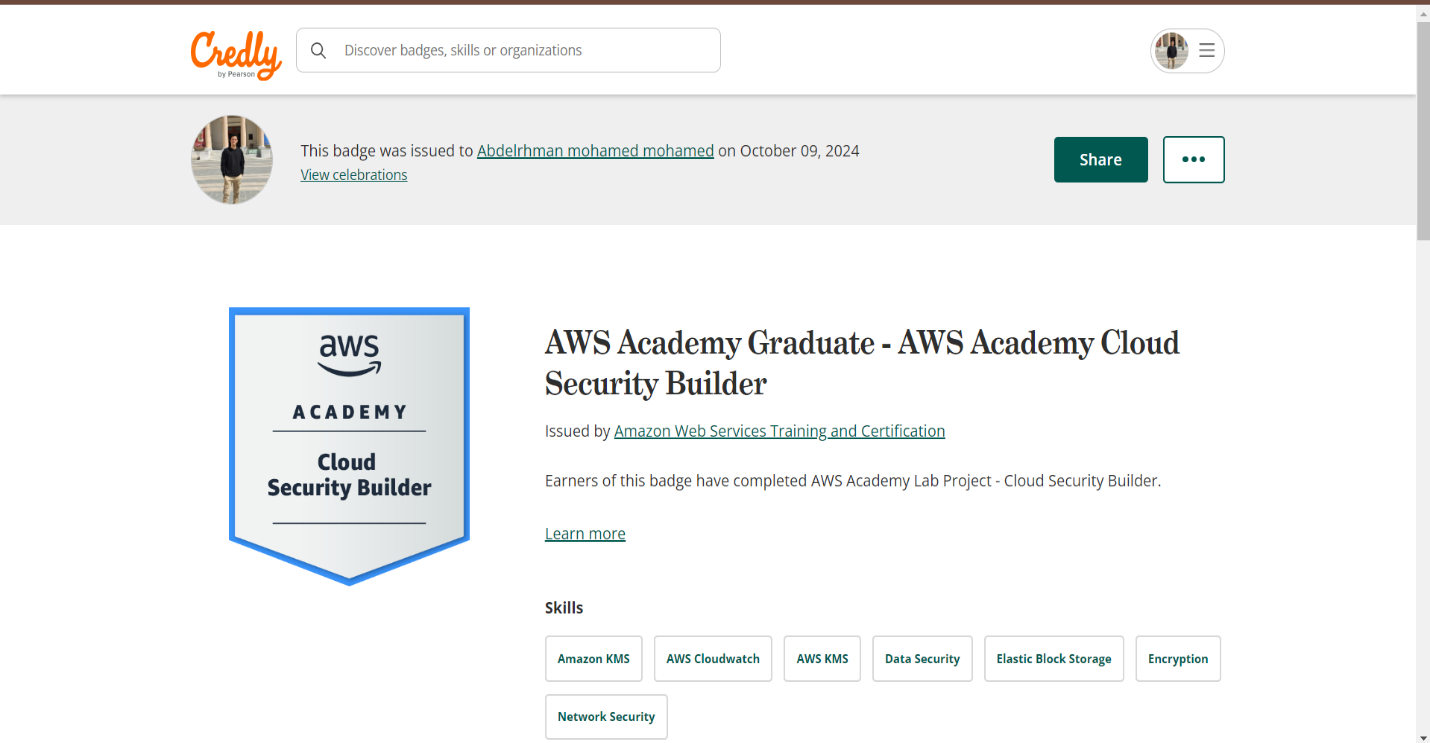 Credly
by Pearson
Discover badges, skills or organizations
This badge was issued to Abdelrhman mohamed mohamed on October 09, 2024
View celebrations
Share
•••
aws
ACADEMY
Cloud
Security Builder
AWS Academy Graduate - AWS Academy Cloud
Security Builder
Issued by Amazon Web Services Training and Certification
Earners of this badge have completed AWS Academy Lab Project - Cloud Security Builder.
Learn more
Skills
Amazon KMS AWS Cloudwatch AWS KMS Data Security Elastic Block Storage Encryption
Network Security